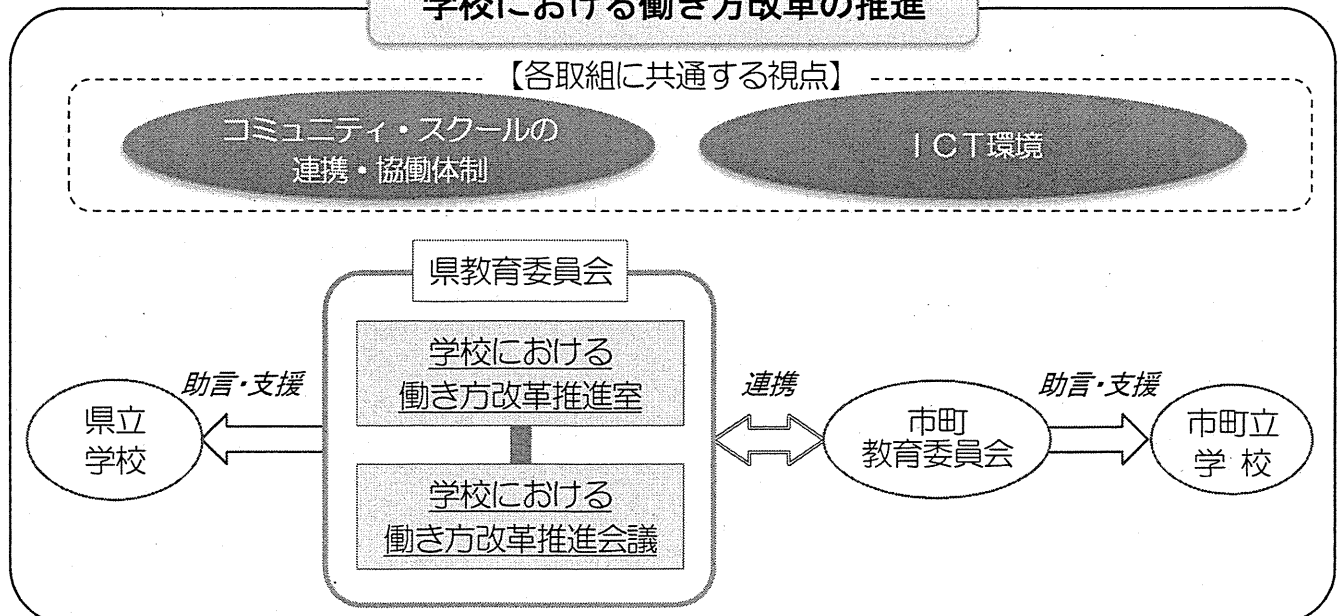 学校における働き方改革の推進
【各取組に共通する視点】
コミュニティ・スクールの
連携・協働体制
ICT環境
県教育委員会
学校における
働き方改革推進室
助言・支援
連携
助言・支援
県立
学校
市町
教育委員会
市町立
学校
学校における
働き方改革推進会議